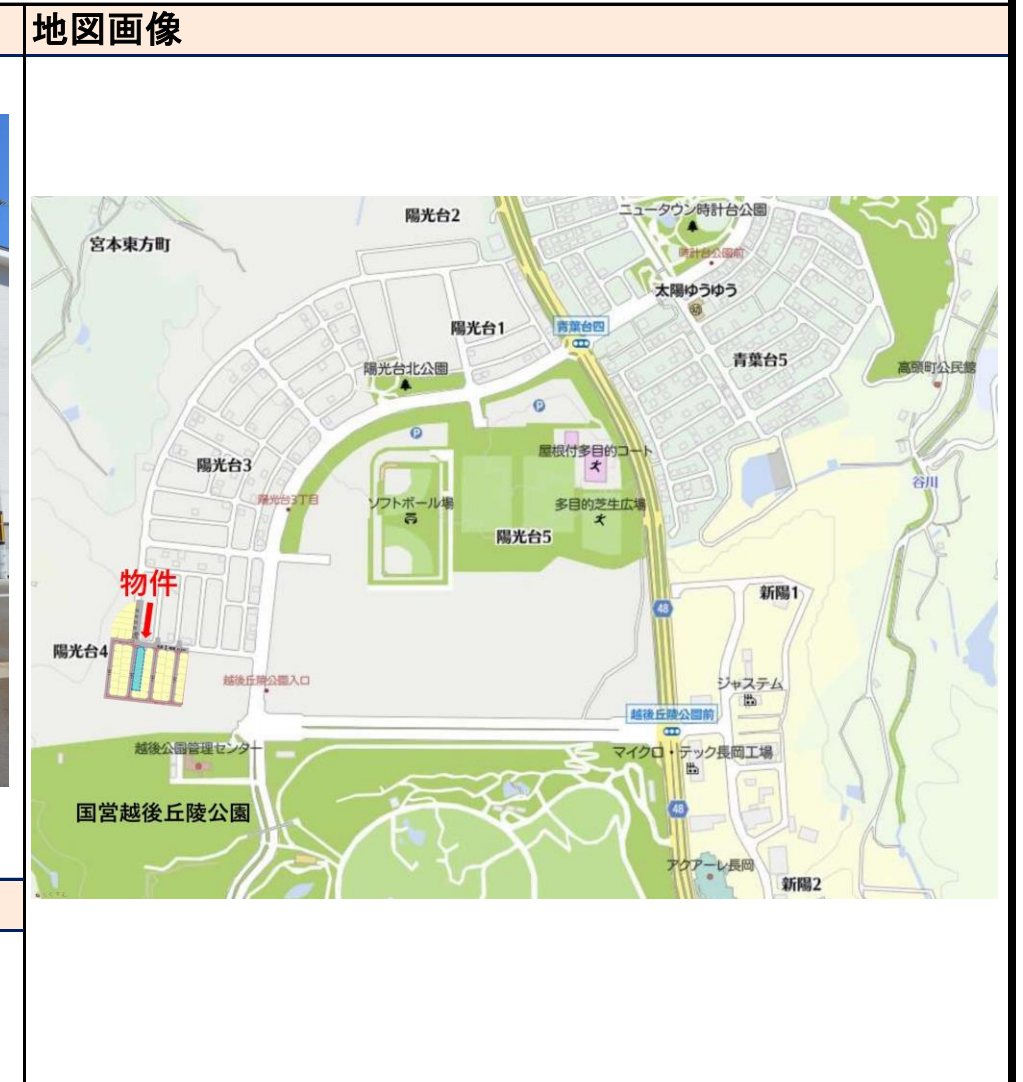 地図画像
陽光台2
ニュータウン時計台公園
宮本東方町
時計台公園前
太陽ゆうゆう
陽光台1
青葉台四
青葉台5
陽光台北公園
高頭町公民館
P
P
屋根付多目的コート
陽光台3
谷川
陽光台3丁目
ソフトボール場
多目的芝生広場
陽光台5
物件
新陽1
48
陽光台4
越後丘陵公園入口
ジャステム
越後丘陵公園前
越後公園管理センター
マイクロ・テック長岡工場
国営越後丘陵公園
48
アクアーレ長岡
新陽2